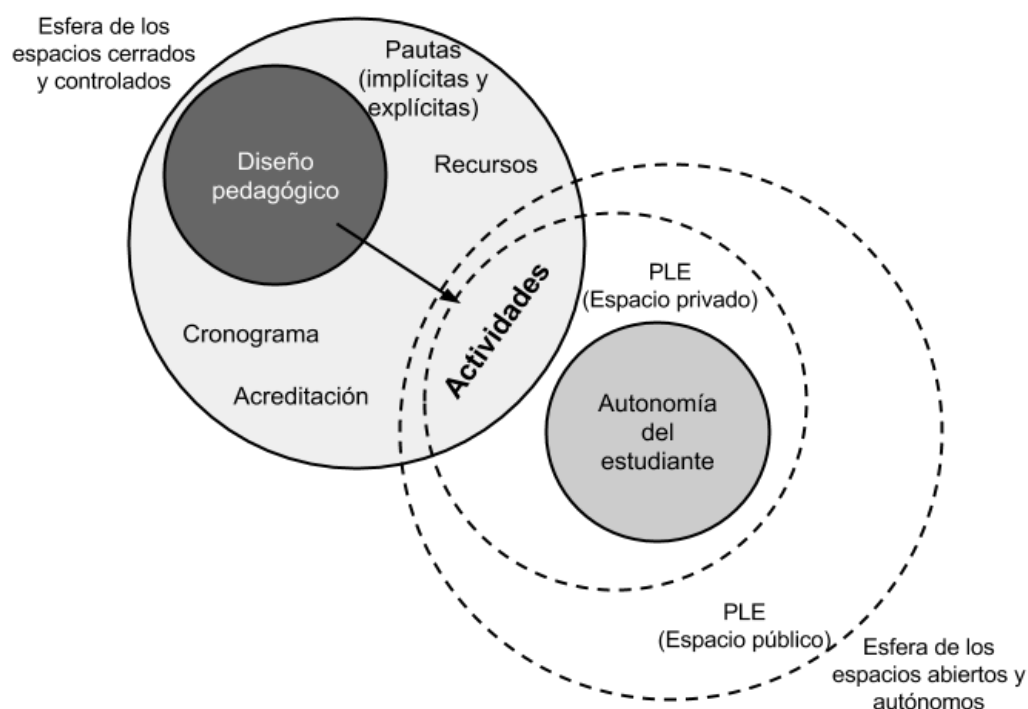 Esfera de los
espacios cerrados
y controlados
Pautas
(implícitas y
explícitas)
Diseño
pedagógico
Recursos
Actividades
Cronograma
Acreditación
PLE
(Espacio privado)
Autonomía
del
estudiante
PLE
(Espacio público)
Esfera de los
espacios abiertos y
autónomos